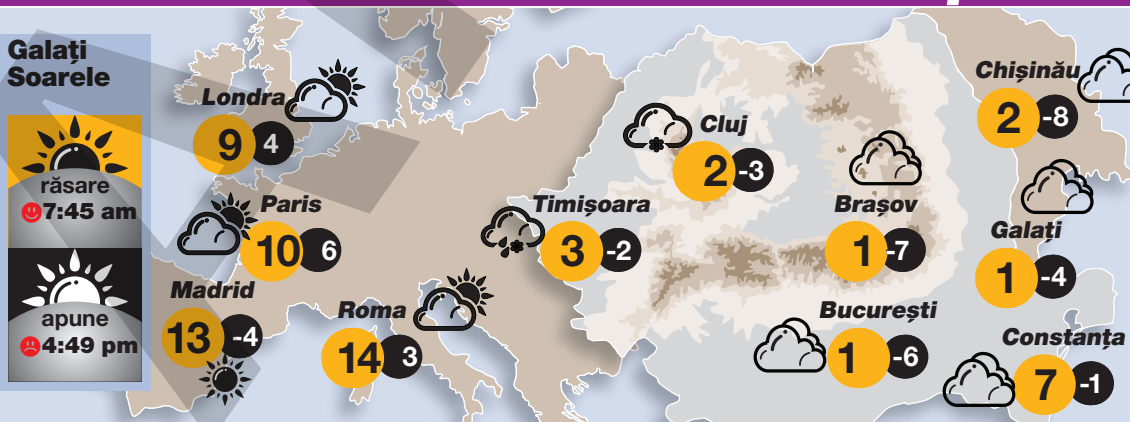 Galați
Soarele
răsare
7:45 am
apune
4:49 pm
Londra
9 4
Paris
10 6
Madrid
13 -4
Roma
14 3
Timișoara
3 -2
Cluj
2 -3
Brașov
1 -7
București
1 -6
Chișinău
2 -8
Galați
1 -4
Constanța
7 -1